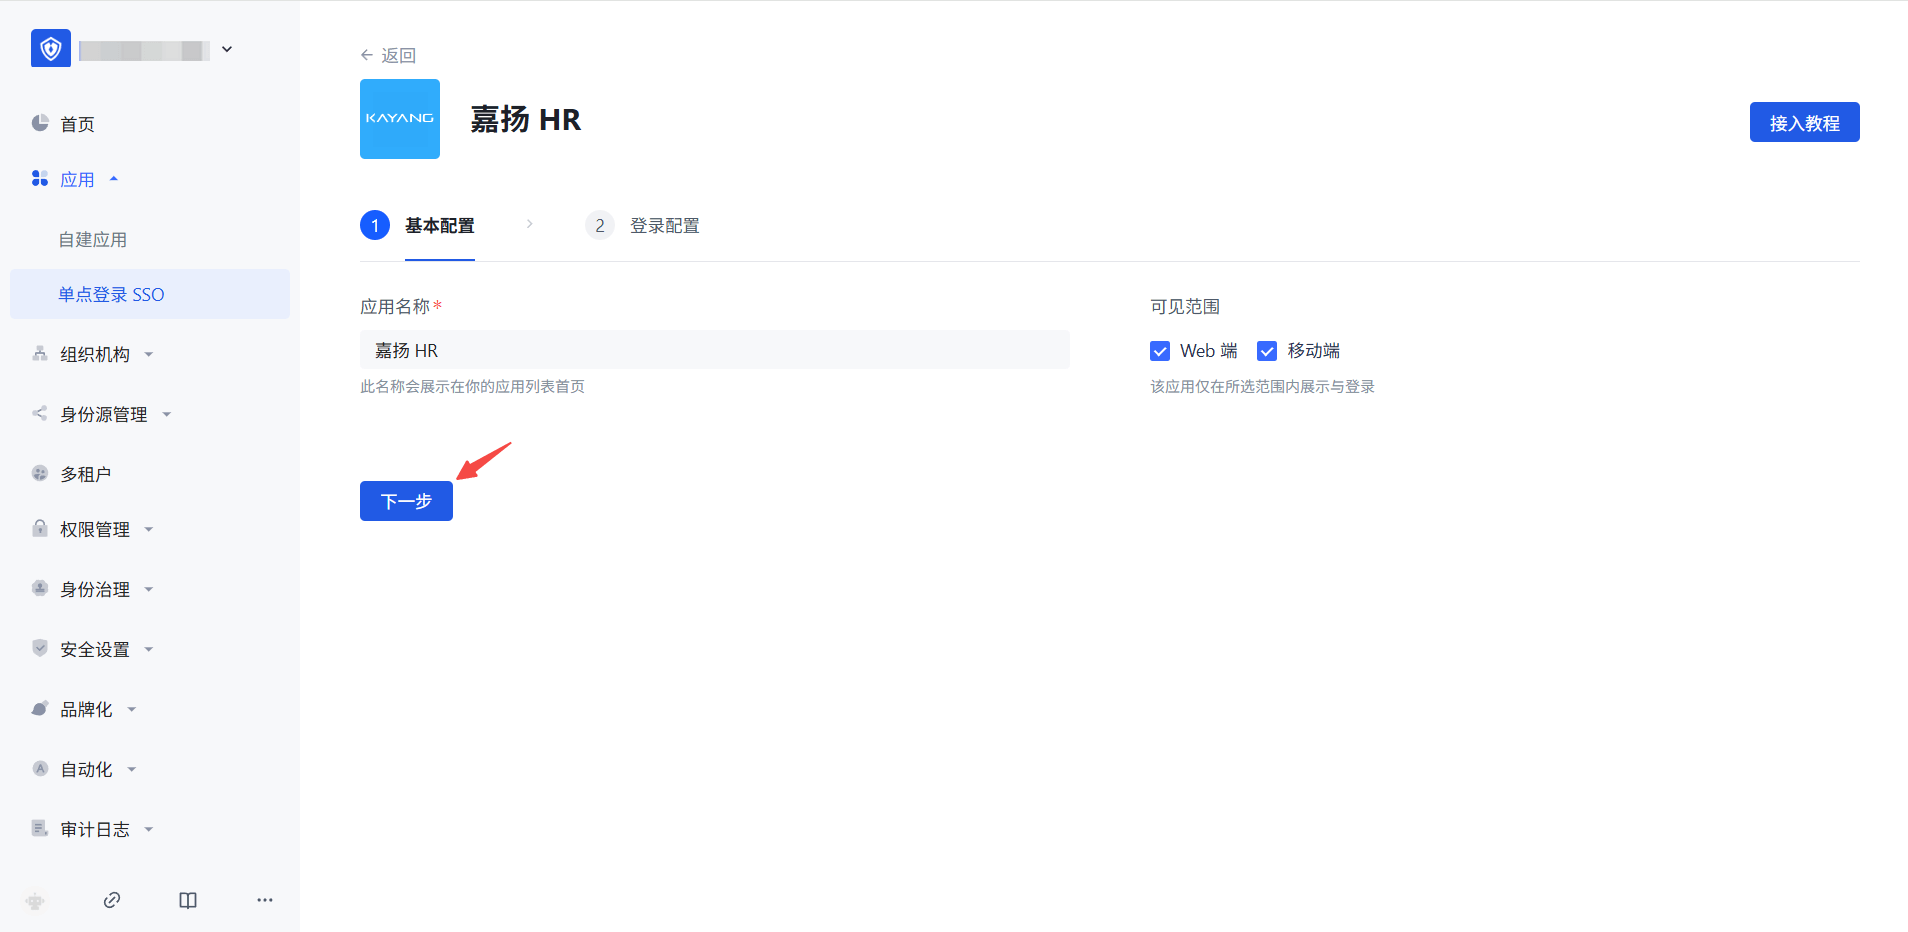 首页
应用
自建应用
单点登录 SSO
组织机构
身份源管理
多租户
权限管理
身份治理
安全设置
品牌化
自动化
审计日志
返回
KAYANG
嘉扬 HR
接入教程
1 基本配置
2 登录配置
应用名称*
嘉扬 HR
此名称会展示在你的应用列表首页
可见范围
Web 端 移动端
该应用仅在所选范围内展示与登录
下一步